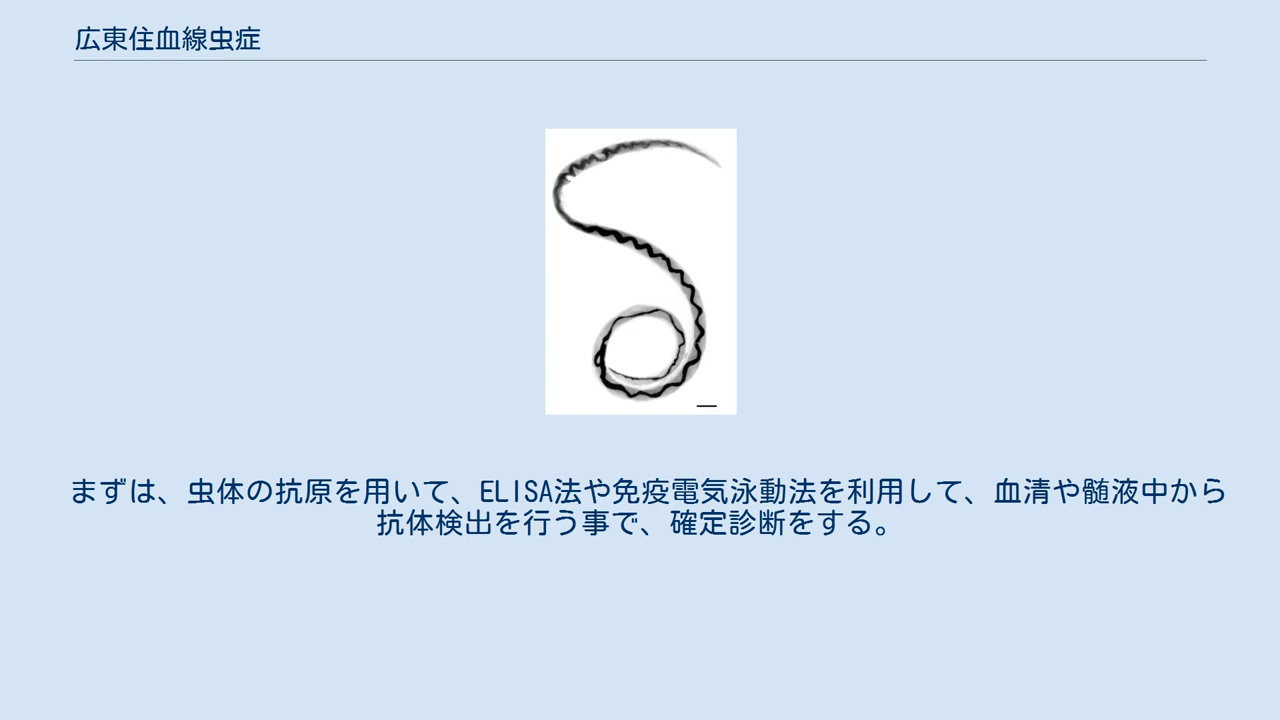 広東住血線虫症
まずは、虫体の抗原を用いて、ELISA法や免疫電気泳動法を利用して、血清や髄液中から
抗体検出を行う事で、確定診断をする。